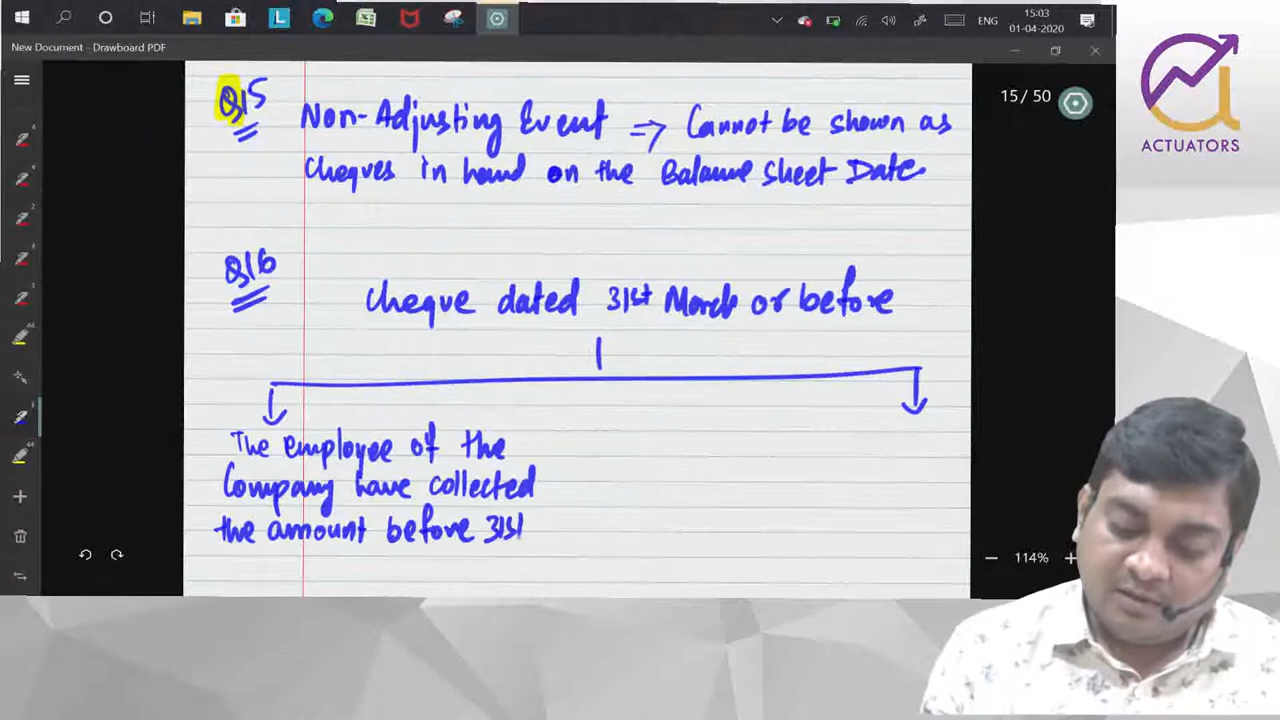 15:03
ENG
01-04-2020
New Document – Drawboard PDF
15 / 50
ACTUATORS
Q15
Non-Adjusting Event => Cannot be shown as
cheques in hand on the Balance Sheet Date
Q16
Cheque dated 31st March or before
The employee of the
Company have collected
the amount before 31st
114%